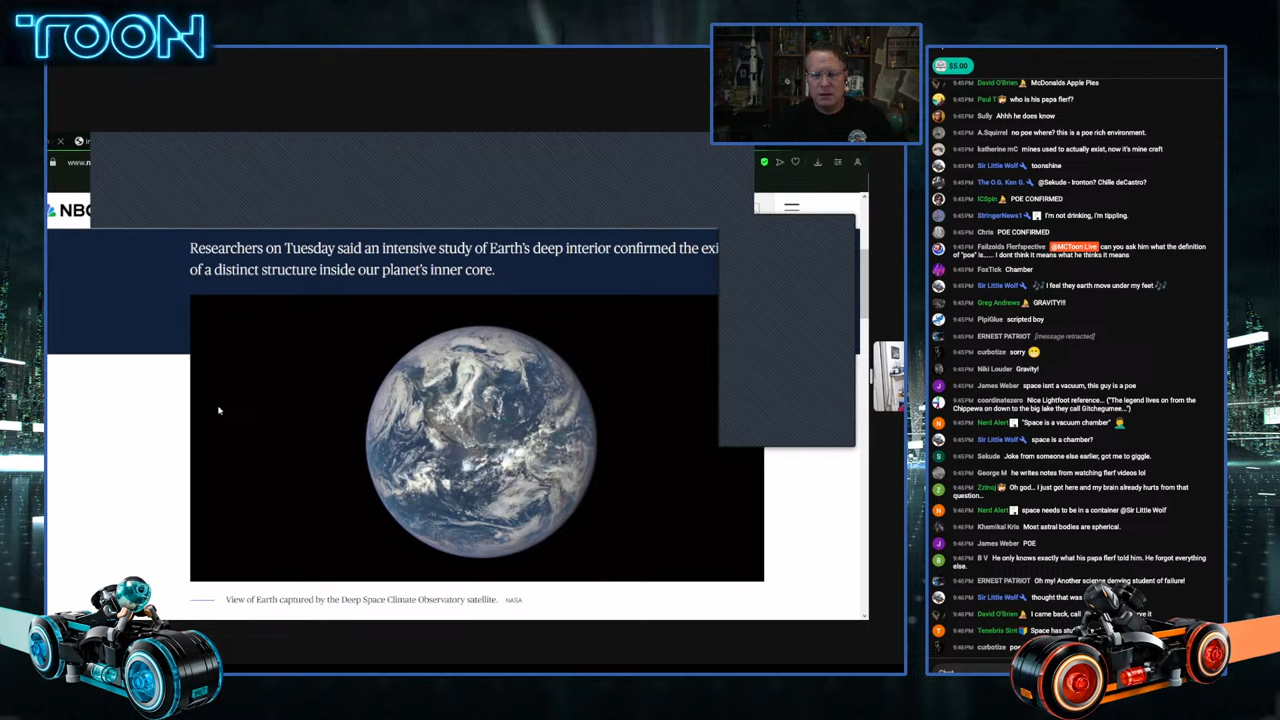 TOON
www.n
NBC
Researchers on Tuesday said an intensive study of Earth's deep interior confirmed the exi
of a distinct structure inside our planet's inner core.
View of Earth captured by the Deep Space Climate Observatory satellite. NASA
$5.00
9:45PM David O'Brien McDonalds Apple Pies
9:45PM Paul T who is his papa flerf?
9:45PM Sully Ahhh he does know
9:45PM A.Squirrel no poe where? this is a poe rich environment.
9:45PM katherine mC mines used to actually exist, now it's mine craft
9:45PM Sir Little Wolf toonshine
9:45PM The O.G. Ken G. @Sekude - Ironton? Chille deCastro?
9:45PM ICSpin POE CONFIRMED
9:45PM StringerNews1 I'm not drinking, I'm tippling.
9:45PM Chris POE CONFIRMED
9:45PM Failzoids Flerfspective @MCToon Live can you ask him what the definition
of "poe" is...... I dont think it means what he thinks it means
9:45PM FoxTick Chamber
9:45PM Sir Little Wolf 🎶 I feel they earth move under my feet 🎶
9:45PM Greg Andrews GRAVITY!!!
9:45PM PipiGlue scripted boy
9:45PM ERNEST PATRIOT [message retracted]
9:45PM curbotize sorry 😁
9:45PM Niki Louder Gravity!
9:45PM James Weber space isnt a vacuum, this guy is a poe
9:45PM coordinatezero Nice Lightfoot reference... ("The legend lives on from the
Chippewa on down to the big lake they call Gitchegumee...")
9:45PM Nerd Alert "Space is a vacuum chamber"
9:45PM Sir Little Wolf space is a chamber?
9:45PM Sekude Joke from someone else earlier, got me to giggle.
9:45PM George M he writes notes from watching flerf videos lol
9:46PM Zzinoj Oh god... I just got here and my brain already hurts from that
question...
9:46PM Nerd Alert space needs to be in a container @Sir Little Wolf
9:46PM Khemikal Kris Most astral bodies are spherical.
9:46PM James Weber POE
9:46PM B V He only knows exactly what his papa flerf told him. He forgot everything
else.
9:46PM ERNEST PATRIOT Oh my! Another science denying student of failure!
9:46PM Sir Little Wolf thought that was
9:46PM David O'Brien I came back, call
9:46PM Tenebris Sint Space has stu
9:46PM curbotize poe